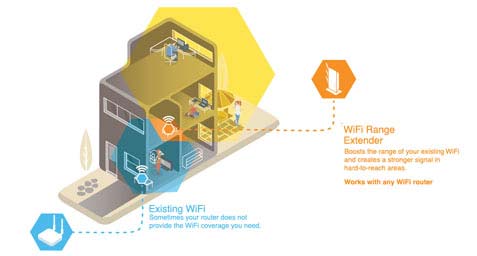 WiFi Range
Extender
Boosts the range of your existing WiFi
and creates a stronger signal in
hard-to-reach areas.
Works with any WiFi router
Existing WiFi
Sometimes your router does not
provide the WiFi coverage you need.